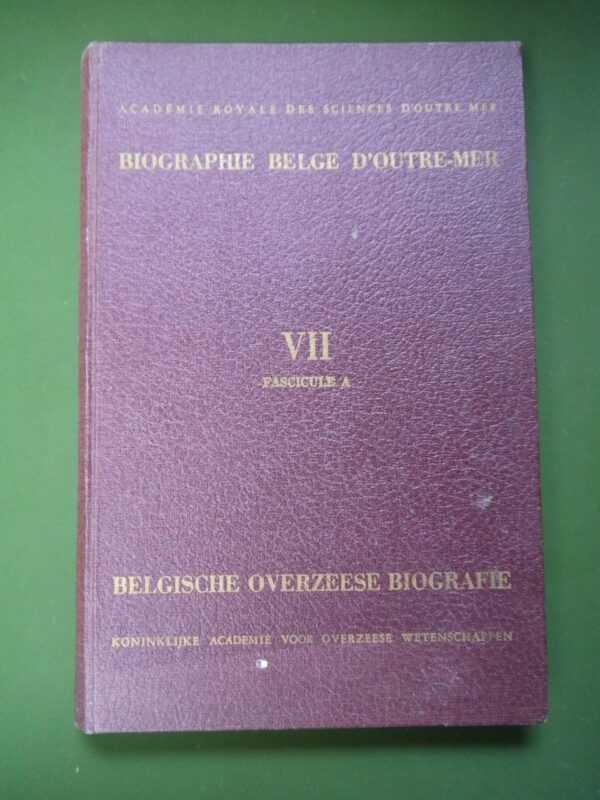 ACADÉMIE ROYALE DES SCIENCES D'OUTRE-MER
BIOGRAPHIE BELGE D'OUTRE-MER
VII
FASCICULE A
BELGISCHE OVERZEESE BIOGRAFIE
KONINKLIJKE ACADEMIE VOOR OVERZEESE WETENSCHAPPEN